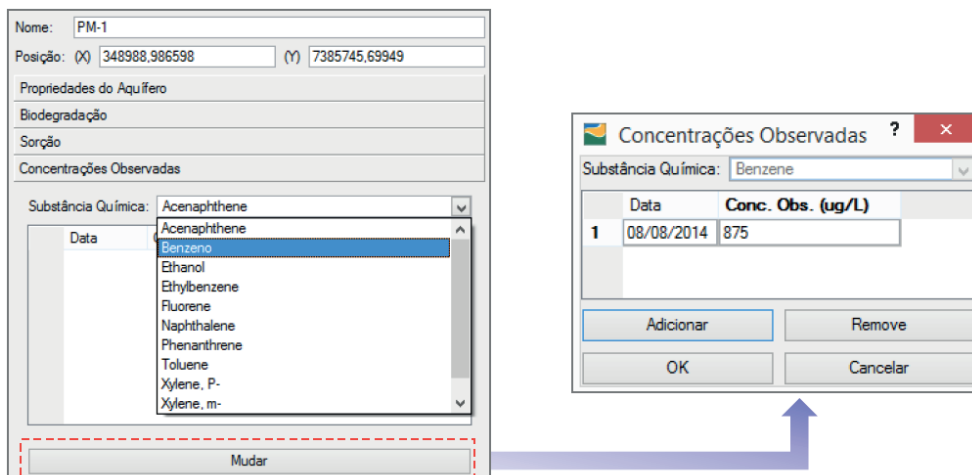 Nome: PM-1
Posição: (X) 348988,986598 (Y) 7385745,69949
Propriedades do Aquífero
Biodegradação
Sorção
Concentrações Observadas
Substância Química: Acenaphthene
Data
Acenaphthene
Benzeno
Ethanol
Ethylbenzene
Fluorene
Naphthalene
Phenanthrene
Toluene
Xylene, P-
Xylene, m-
Mudar
Concentrações Observadas ? ×
Substância Química: Benzene
Data Conc. Obs. (ug/L)
1 08/08/2014 875
Adicionar Remove
OK Cancelar